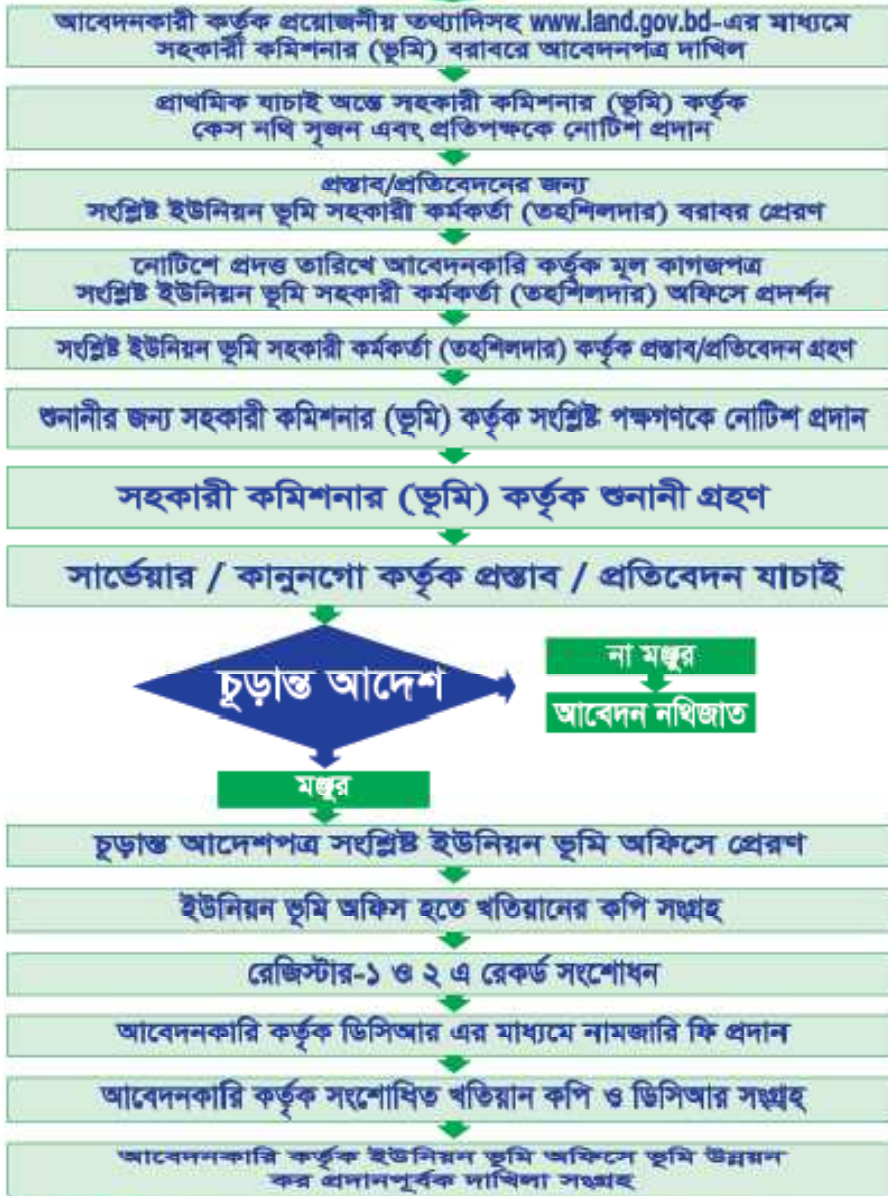 আবেদনকারী কর্তৃক প্রয়োজনীয় তথ্যাদিসহ www.land.gov.bd-এর মাধ্যমে
সহকারী কমিশনার (ভূমি) বরাবরে আবেদনপত্র দাখিল
প্রাথমিক যাচাই অন্তে সহকারী কমিশনার (ভূমি) কর্তৃক
কেস নথি সৃজন এবং প্রতিপক্ষকে নোটিশ প্রদান
প্রস্তাব/প্রতিবেদনের জন্য
সংশ্লিষ্ট ইউনিয়ন ভূমি সহকারী কর্মকর্তা (তহশিলদার) বরাবর প্রেরণ
নোটিশে প্রদত্ত তারিখে আবেদনকারি কর্তৃক মূল কাগজপত্র
সংশ্লিষ্ট ইউনিয়ন ভূমি সহকারী কর্মকর্তা (তহশিলদার) অফিসে প্রদর্শন
সংশ্লিষ্ট ইউনিয়ন ভূমি সহকারী কর্মকর্তা (তহশিলদার) কর্তৃক প্রস্তাব/প্রতিবেদন গ্রহণ
শুনানীর জন্য সহকারী কমিশনার (ভূমি) কর্তৃক সংশ্লিষ্ট পক্ষগণকে নোটিশ প্রদান
সহকারী কমিশনার (ভূমি) কর্তৃক শুনানী গ্রহণ
সার্ভেয়ার / কানুনগো কর্তৃক প্রস্তাব / প্রতিবেদন যাচাই
চূড়ান্ত আদেশ
না মঞ্জুর
আবেদন নথিজাত
মঞ্জুর
চূড়ান্ত আদেশপত্র সংশ্লিষ্ট ইউনিয়ন ভূমি অফিসে প্রেরণ
ইউনিয়ন ভূমি অফিস হতে খতিয়ানের কপি সংগ্রহ
রেজিস্টার-১ ও ২ এ রেকর্ড সংশোধন
আবেদনকারি কর্তৃক ডিসিআর এর মাধ্যমে নামজারি ফি প্রদান
আবেদনকারি কর্তৃক সংশোধিত খতিয়ান কপি ও ডিসিআর সংগ্রহ
আবেদনকারি কর্তৃক ইউনিয়ন ভূমি অফিসে ভূমি উন্নয়ন
কর প্রদানপূর্বক দাখিলা সংগ্রহ